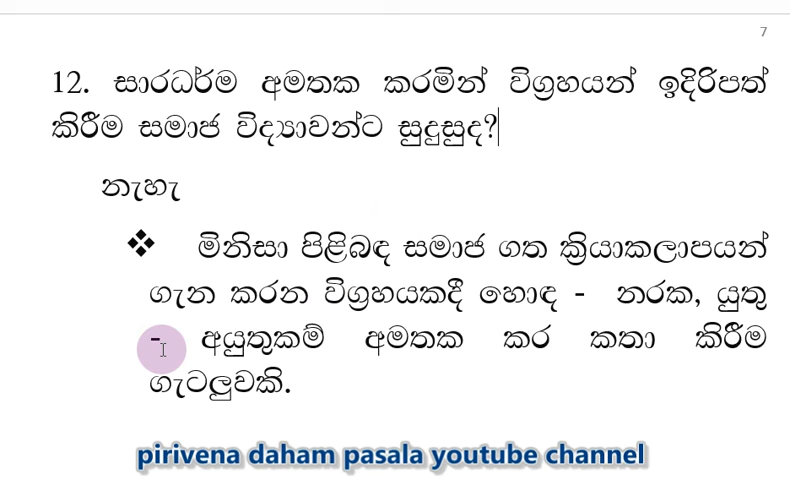 7
12. සාරධර්ම අමතක කරමින් විග්‍රහයන් ඉදිරිපත්
කිරීම සමාජ විද්‍යාවන්ට සුදුසුද?
නැහැ
❖ මිනිසා පිළිබඳ සමාජ ගත ක්‍රියාකලාපයන්
ගැන කරන විග්‍රහයකදී හොඳ - නරක, යුතු
- අයුතුකම් අමතක කර කතා කිරීම
ගැටලුවකි.
pirivena daham pasala youtube channel